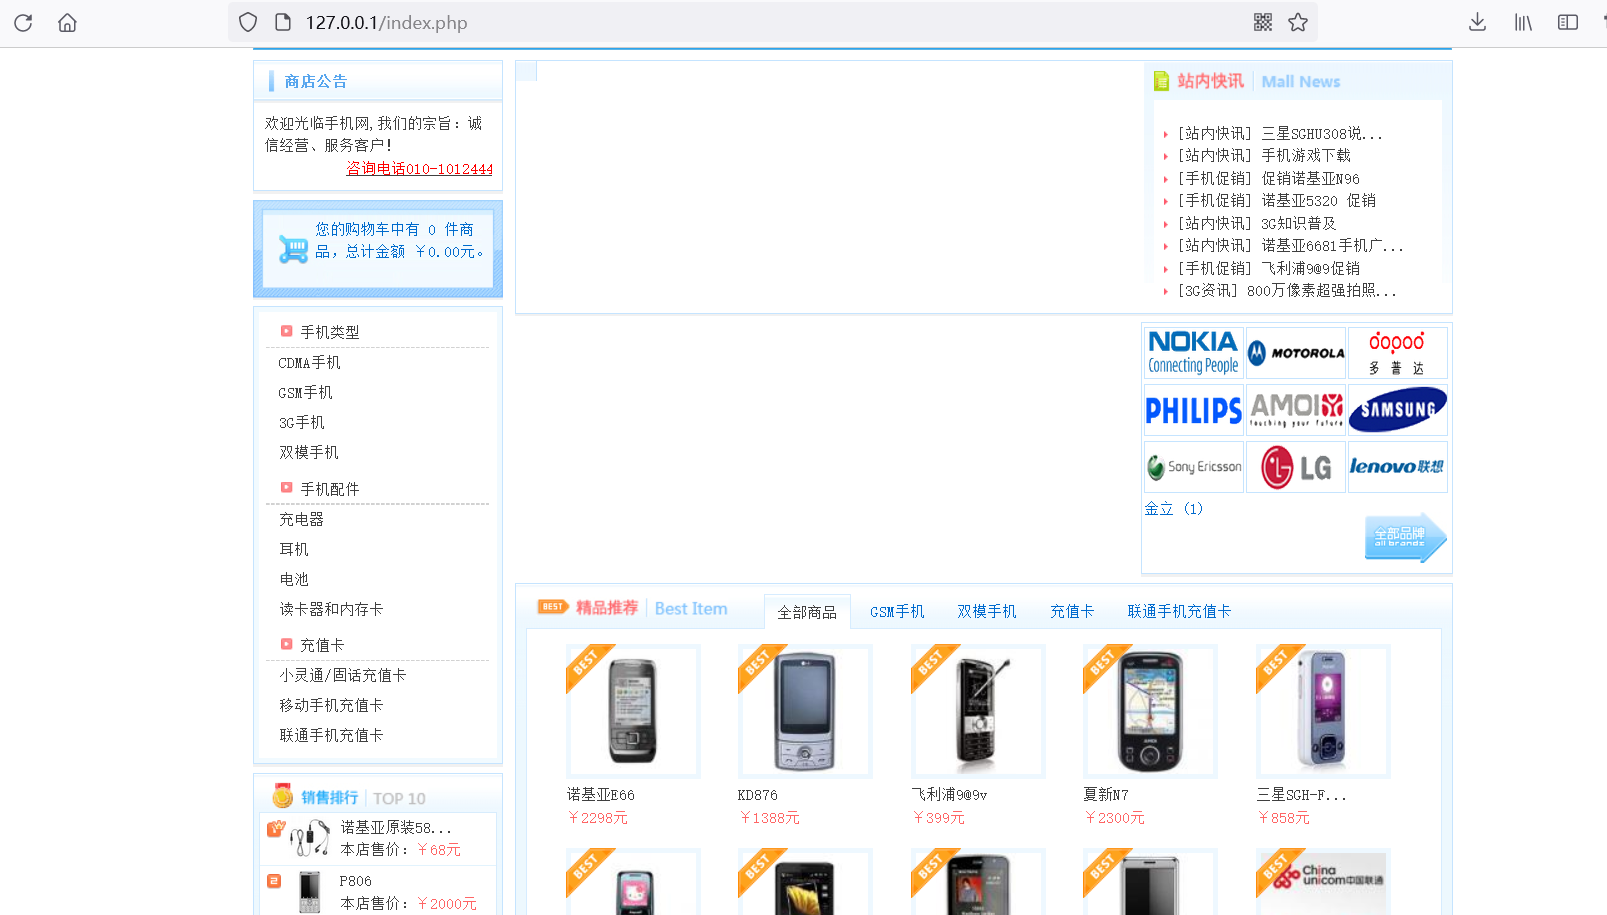 127.0.0.1/index.php
商店公告
欢迎光临手机网,我们的宗旨：诚
信经营、服务客户！
咨询电话010-1012444
您的购物车中有 0 件商
品，总计金额 ￥0.00元。
手机类型
CDMA手机
GSM手机
3G手机
双模手机
手机配件
充电器
耳机
电池
读卡器和内存卡
充值卡
小灵通/固话充值卡
移动手机充值卡
联通手机充值卡
销售排行 TOP 10
诺基亚原装58...
本店售价：￥68元
2
P806
本店售价：￥2000元
站内快讯 Mall News
[站内快讯] 三星SGHU308说...
[站内快讯] 手机游戏下载
[手机促销] 促销诺基亚N96
[手机促销] 诺基亚5320 促销
[站内快讯] 3G知识普及
[站内快讯] 诺基亚6681手机广...
[手机促销] 飞利浦9@9促销
[3G资讯] 800万像素超强拍照...
NOKIA
Connecting People
MOTOROLA
dopod
多普达
PHILIPS
AMOI
touching your future
SAMSUNG
Sony Ericsson
LG
lenovo联想
金立 (1)
全部品牌
all brands
BEST 精品推荐 Best Item
全部商品 GSM手机 双模手机 充值卡 联通手机充值卡
BEST BEST BEST BEST BEST
诺基亚E66 KD876 飞利浦9@9v 夏新N7 三星SGH-F...
￥2298元 ￥1388元 ￥399元 ￥2300元 ￥858元
BEST BEST BEST BEST BEST
China
unicom中国联通